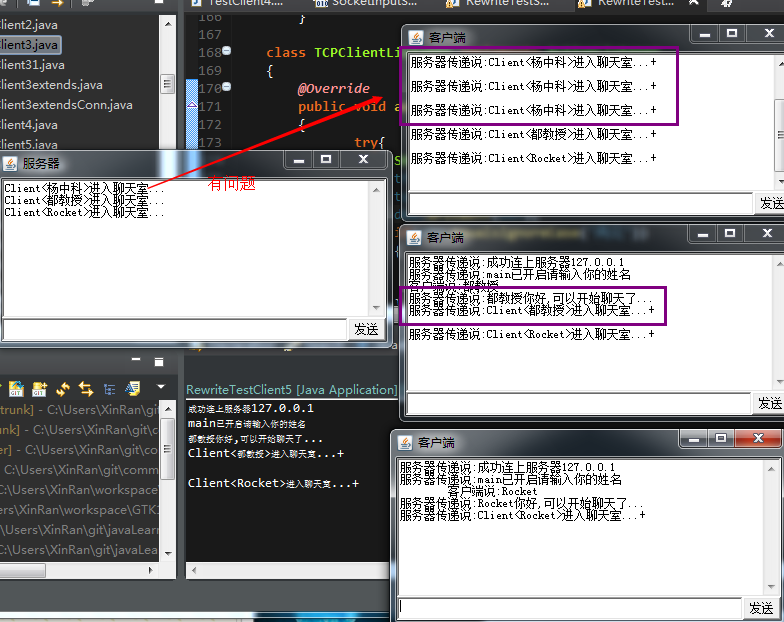 TestClient4....
SocketInputS...
RewriteTestS...
RewriteTest...
Client2.java
Client3.java
Client31.java
Client3extends.java
Client3extendsConn.java
Client4.java
Client5.java
166 }
167
168 class TCPClientLi
169 {
170 @Override
171 public void a
172 {
173 try{
服务器
Client<杨中科>进入聊天室...
Client<都教授>进入聊天室...
Client<Rocket>进入聊天室...
发送
有问题
客户端
服务器传递说:Client<杨中科>进入聊天室...+
服务器传递说:Client<杨中科>进入聊天室...+
服务器传递说:Client<杨中科>进入聊天室...+
服务器传递说:Client<都教授>进入聊天室...+
服务器传递说:Client<Rocket>进入聊天室...+
发送
客户端
服务器传递说:成功连上服务器127.0.0.1
服务器传递说:main已开启请输入你的姓名
客户端说:都教授
服务器传递说:都教授你好,可以开始聊天了...
服务器传递说:Client<都教授>进入聊天室...+
服务器传递说:Client<Rocket>进入聊天室...+
发送
客户端
服务器传递说:成功连上服务器127.0.0.1
服务器传递说:main已开启请输入你的姓名
客户端说:Rocket
服务器传递说:Rocket你好,可以开始聊天了...
服务器传递说:Client<Rocket>进入聊天室...+
发送
trunk] - C:\Users\XinRan\git
nk] - C:\Users\XinRan\git\c
er] - C:\Users\XinRan\git\co
- C:\Users\XinRan\git\comm
C:\Users\XinRan\workspace
sers\XinRan\workspace\GTK
\Users\XinRan\git\javaLearn
C:\Users\XinRan\git\javaLea
RewriteTestClient5 [Java Application]
成功连上服务器127.0.0.1
main已开启请输入你的姓名
都教授你好,可以开始聊天了...
Client<都教授>进入聊天室...+
Client<Rocket>进入聊天室...+